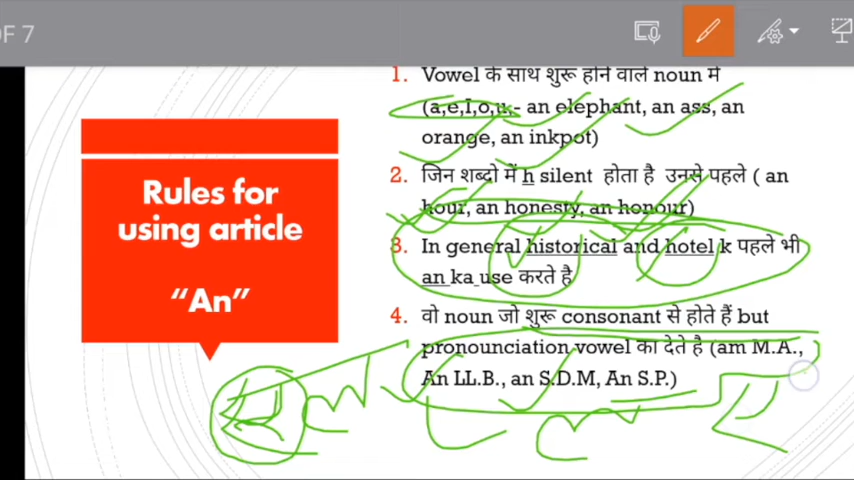 OF 7
Rules for
using article
“An”
1. Vowel के साथ शुरू होने वाले noun में
(a,e,I,o,u,- an elephant, an ass, an
orange, an inkpot)
2. जिन शब्दो में h silent होता है उनसे पहले ( an
hour, an honesty, an honour)
3. In general historical and hotel k पहले भी
an ka use करते है
4. वो noun जो शुरू consonant से होते हैं but
pronounciation vowel का देते है (am M.A.,
An LL.B., an S.D.M, An S.P.)